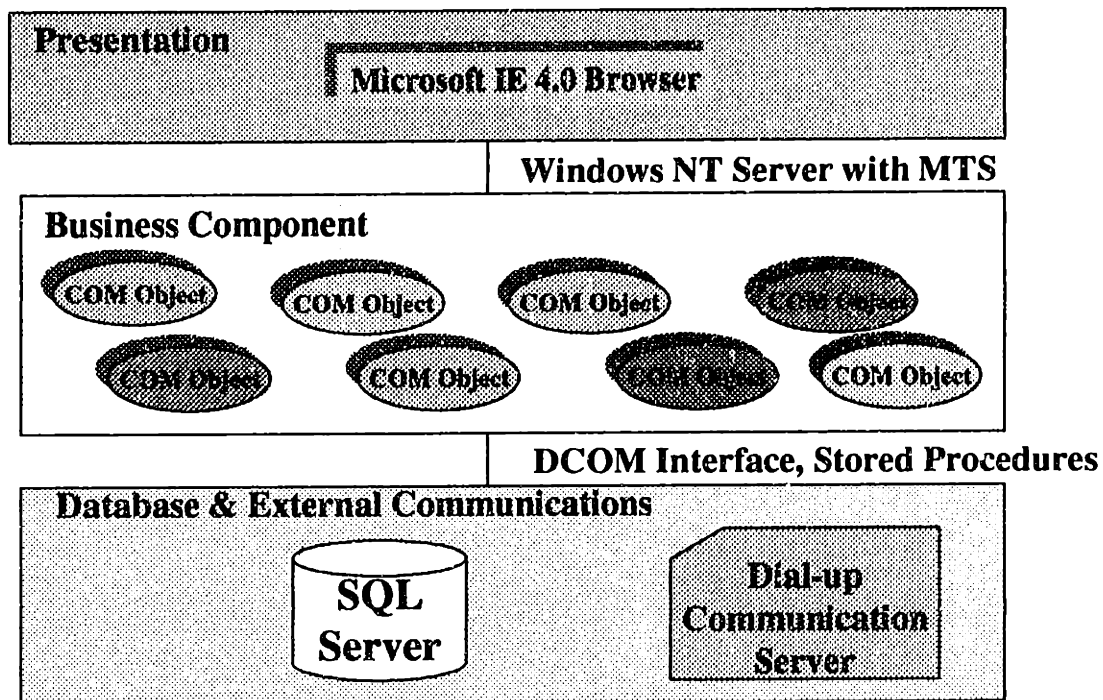 Presentation
Microsoft IE 4.0 Browser
Windows NT Server with MTS
Business Component
COM Object
COM Object
COM Object
COM Object
COM Object
COM Object
COM Object
COM Object
DCOM Interface, Stored Procedures
Database & External Communications
SQL
Server
Dial-up
Communication
Server